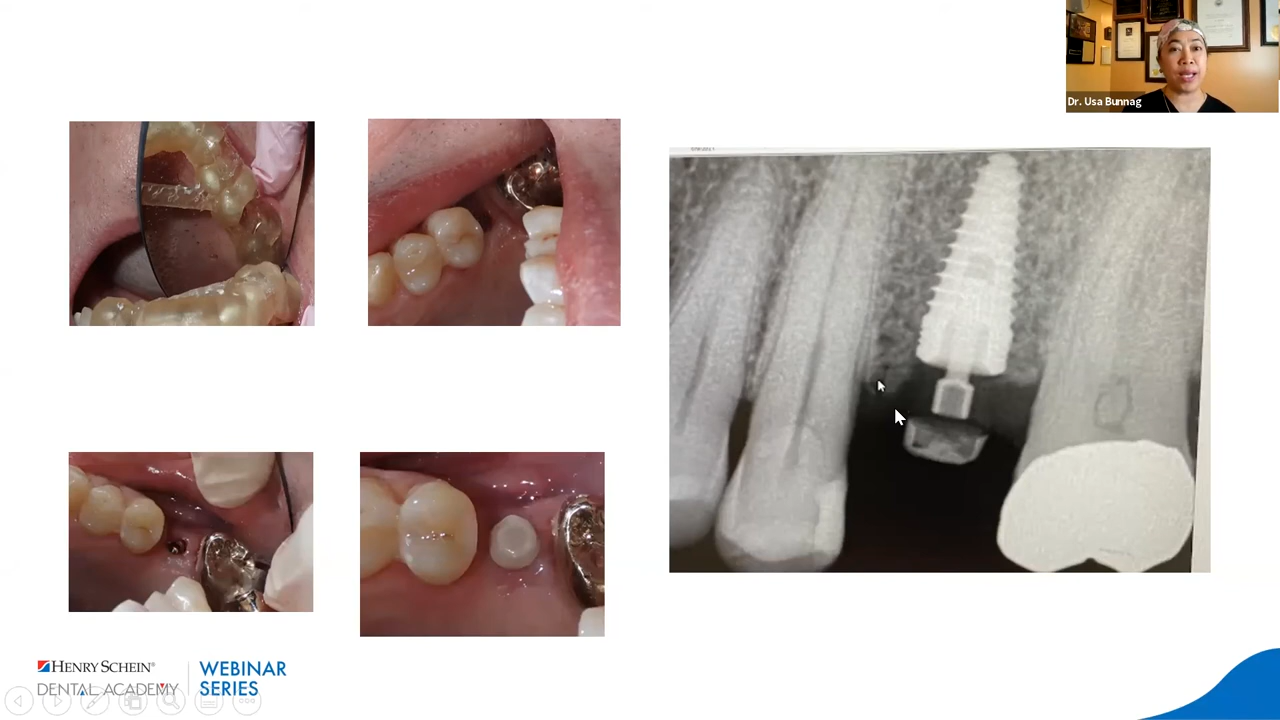 Dr. Usa Bunnag
HENRY SCHEIN®
DENTAL ACADEMY
WEBINAR
SERIES